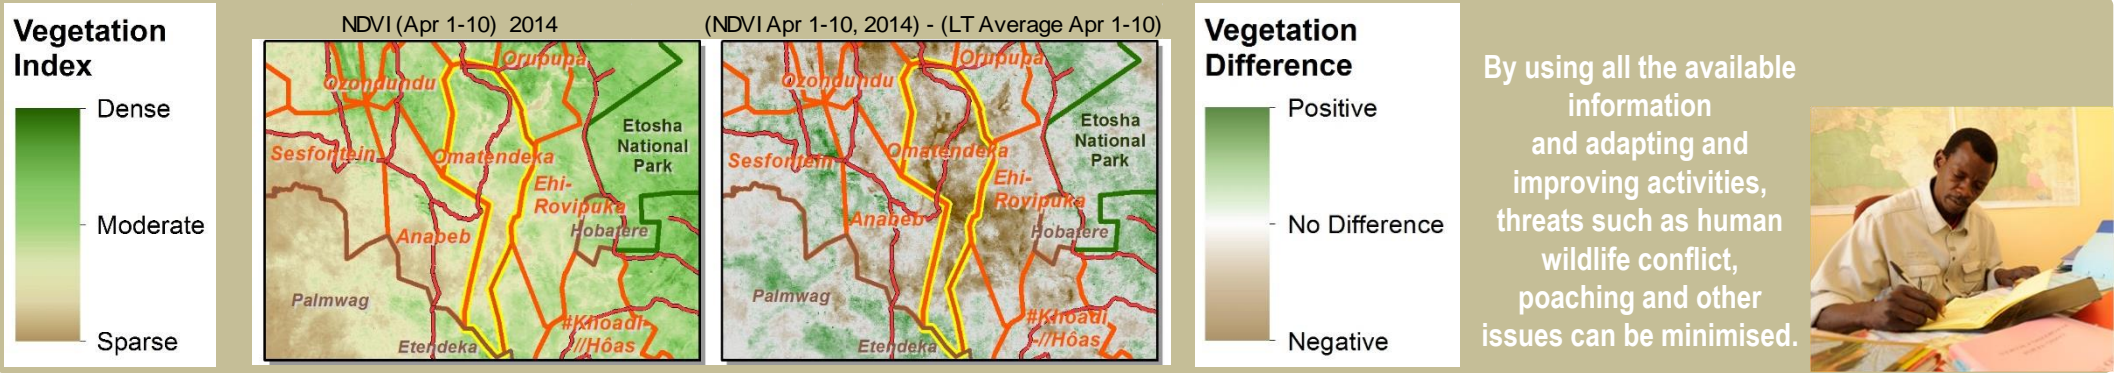 Vegetation
Index
Dense
Moderate
Sparse
NDVI (Apr 1-10) 2014
Orupupa
Ozondundu
Etosha
National
Park
Sesfontein
Omatendeka
Ehi-
Rovipuka
Anabeb
Hobatere
Palmwag
#Khoadi-
//Hôas
Etendeka
(NDVI Apr 1-10, 2014) - (LT Average Apr 1-10)
Orupupa
Ozondundu
Etosha
National
Park
Sesfontein
Omatendeka
Ehi-
Rovipuka
Anabeb
Hobatere
Palmwag
#Khoadi
-//Hôas
Etendeka
Vegetation
Difference
Positive
No Difference
Negative
By using all the available
information
and adapting and
improving activities,
threats such as human
wildlife conflict,
poaching and other
issues can be minimised.